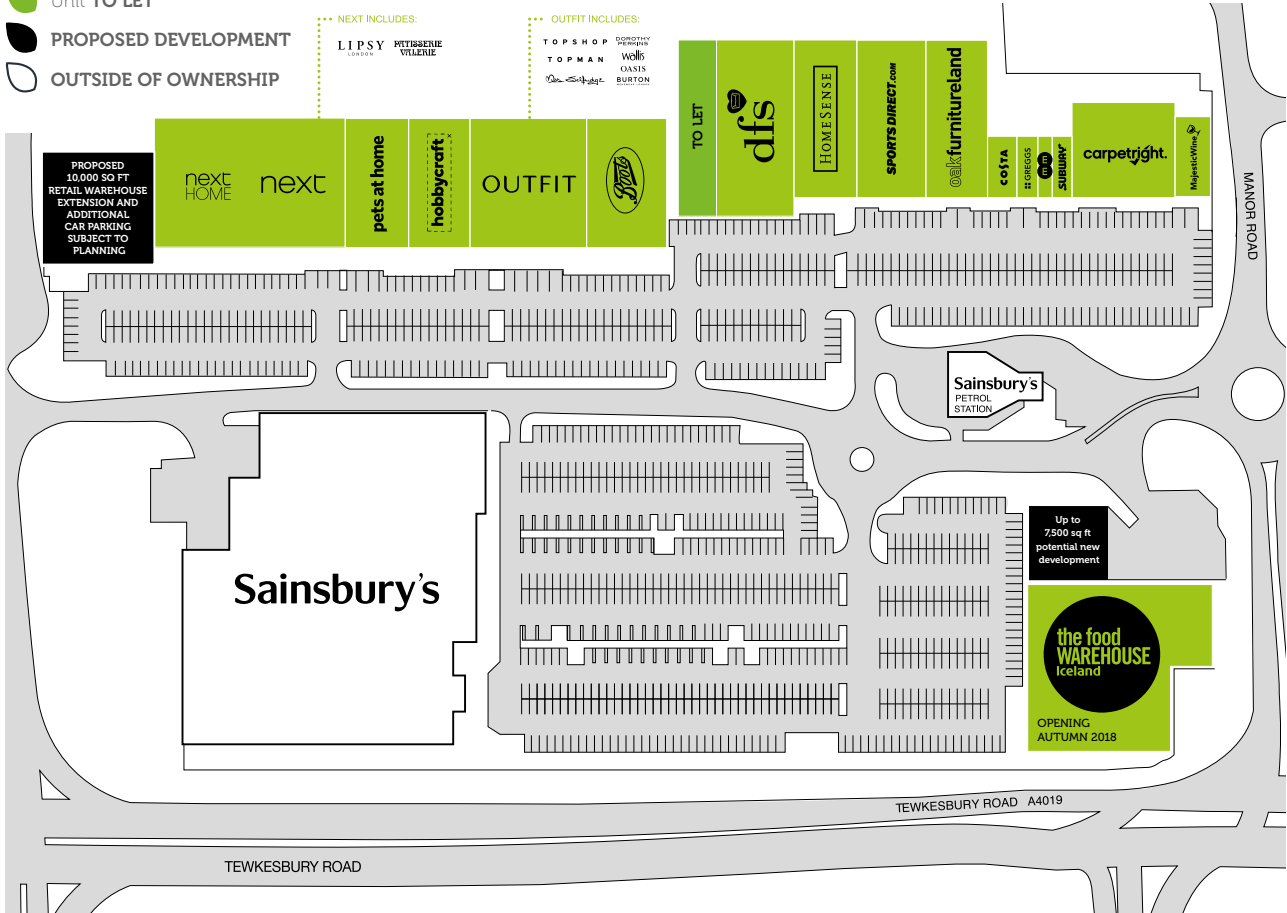 Unit TO LET
PROPOSED DEVELOPMENT
OUTSIDE OF OWNERSHIP
NEXT INCLUDES:
LIPSY
LONDON
PATISSERIE
VALERIE
OUTFIT INCLUDES:
TOPSHOP
DOROTHY
PERKINS
TOPMAN
wallis
OASIS
Miss Selfridge
BURTON
PROPOSED
10,000 SQ FT
RETAIL WAREHOUSE
EXTENSION AND
ADDITIONAL
CAR PARKING
SUBJECT TO
PLANNING
next
HOME
next
pets at home
hobbycraft
OUTFIT
Boots
TO LET
dfs
HOMESENSE
SPORTS DIRECT.COM
oakfurnitureland
COSTA
GREGGS
EE
SUBWAY
carpetright.
MajesticWine
MANOR ROAD
Sainsbury's
PETROL
STATION
Sainsbury's
Up to
7,500 sq ft
potential new
development
the food
WAREHOUSE
Iceland
OPENING
AUTUMN 2018
TEWKESBURY ROAD A4019
TEWKESBURY ROAD